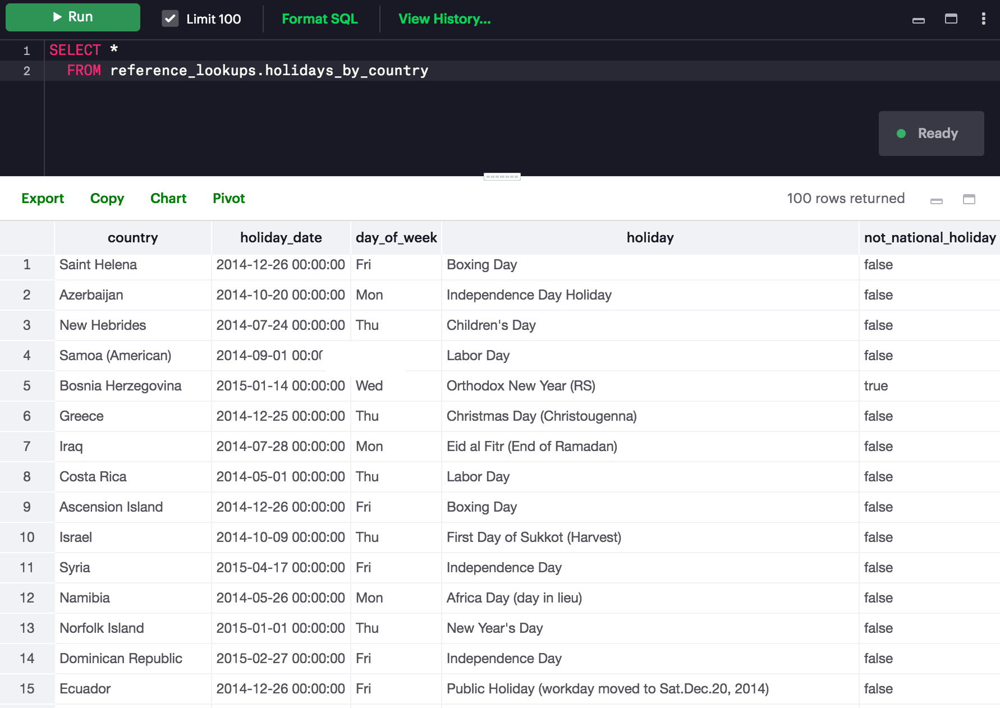 Run Limit 100 Format SQL View History...
1 SELECT *
2 FROM reference_lookups.holidays_by_country
Ready
Export Copy Chart Pivot 100 rows returned
country holiday_date day_of_week holiday not_national_holiday
1 Saint Helena 2014-12-26 00:00:00 Fri Boxing Day false
2 Azerbaijan 2014-10-20 00:00:00 Mon Independence Day Holiday false
3 New Hebrides 2014-07-24 00:00:00 Thu Children's Day false
4 Samoa (American) 2014-09-01 Labor Day false
5 Bosnia Herzegovina 2015-01-14 00:00:00 Wed Orthodox New Year (RS) true
6 Greece 2014-12-25 00:00:00 Thu Christmas Day (Christougenna) false
7 Iraq 2014-07-28 00:00:00 Mon Eid al Fitr (End of Ramadan) false
8 Costa Rica 2014-05-01 00:00:00 Thu Labor Day false
9 Ascension Island 2014-12-26 00:00:00 Fri Boxing Day false
10 Israel 2014-10-09 00:00:00 Thu First Day of Sukkot (Harvest) false
11 Syria 2015-04-17 00:00:00 Fri Independence Day false
12 Namibia 2014-05-26 00:00:00 Mon Africa Day (day in lieu) false
13 Norfolk Island 2015-01-01 00:00:00 Thu New Year's Day false
14 Dominican Republic 2015-02-27 00:00:00 Fri Independence Day false
15 Ecuador 2014-12-26 00:00:00 Fri Public Holiday (workday moved to Sat.Dec.20, 2014) false